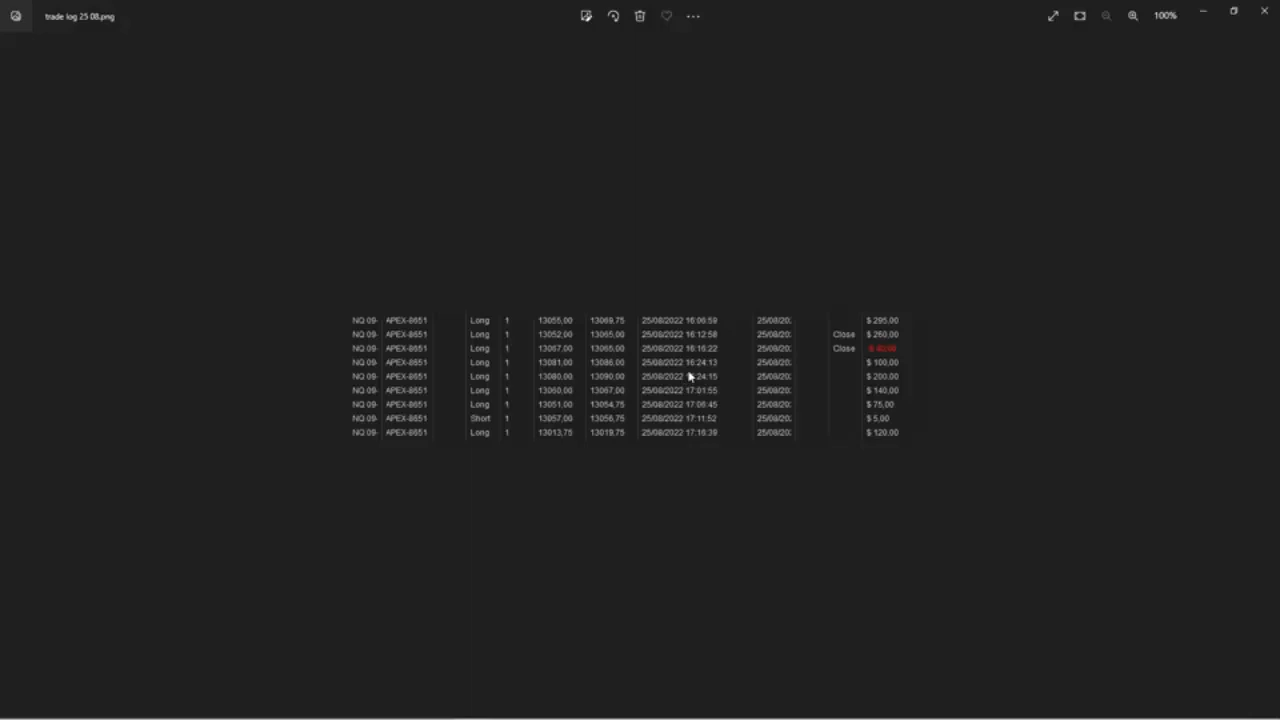 trade log 25 08.png
100%
NQ 09- APEX-8651 Long 1 13055,00 13069,75 25/08/2022 16:06:59 25/08/20: $ 295,00
NQ 09- APEX-8651 Long 1 13052,00 13065,00 25/08/2022 16:12:58 25/08/20: Close $ 260,00
NQ 09- APEX-8651 Long 1 13067,00 13065,00 25/08/2022 16:16:22 25/08/20: Close
NQ 09- APEX-8651 Long 1 13081,00 13086,00 25/08/2022 16:24:13 25/08/20: $ 100,00
NQ 09- APEX-8651 Long 1 13080,00 13090,00 25/08/2022 25/08/20: $ 200,00
NQ 09- APEX-8651 Long 1 13060,00 13067,00 25/08/2022 17:01:55 25/08/20: $ 140,00
NQ 09- APEX-8651 Long 1 13051,00 13054,75 25/08/2022 17:06:45 25/08/20: $ 75,00
NQ 09- APEX-8651 Short 1 13057,00 13056,75 25/08/2022 17:11:52 25/08/20: $ 5,00
NQ 09- APEX-8651 Long 1 13013,75 13019,75 25/08/2022 17:16:39 25/08/20: $ 120,00